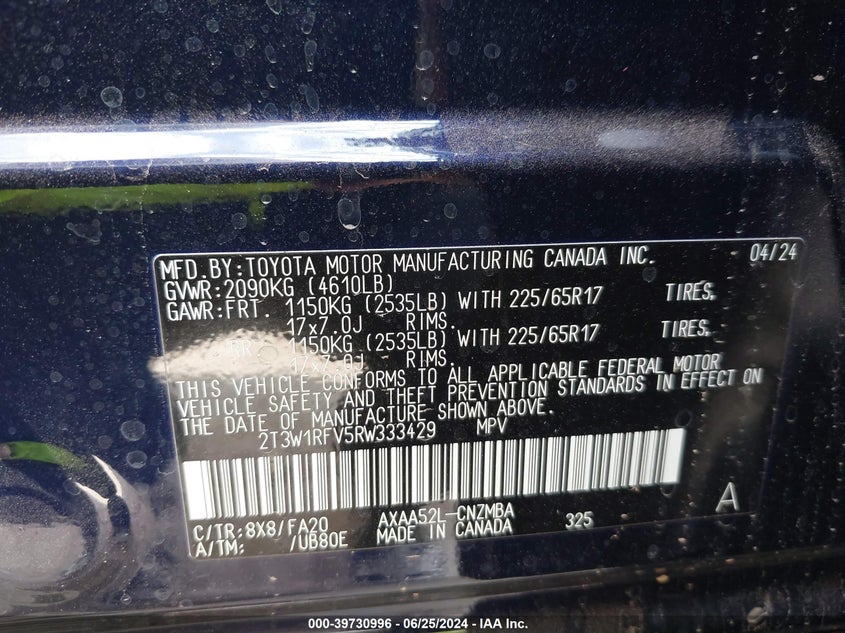 MFD.BY:TOYOTA MOTOR MANUFACTURING CANADA INC. 04/24
GVWR:2090KG (4610LB)
GAWR:FRT. 1150KG (2535LB) WITH 225/65R17 TIRES,
17x7.0J RIMS.
RR. 1150KG (2535LB) WITH 225/65R17 TIRES,
17x7.0J RIMS.
THIS VEHICLE CONFORMS TO ALL APPLICABLE FEDERAL MOTOR
VEHICLE SAFETY AND THEFT PREVENTION STANDARDS IN EFFECT ON
THE DATE OF MANUFACTURE SHOWN ABOVE.
2T3W1RFV5RW333429 MPV
C/TR:8X8/FA20 AXAA52L-CNZMBA 325 A
A/TM: /UB80E MADE IN CANADA
000-39730996 - 06/25/2024 - IAA Inc.